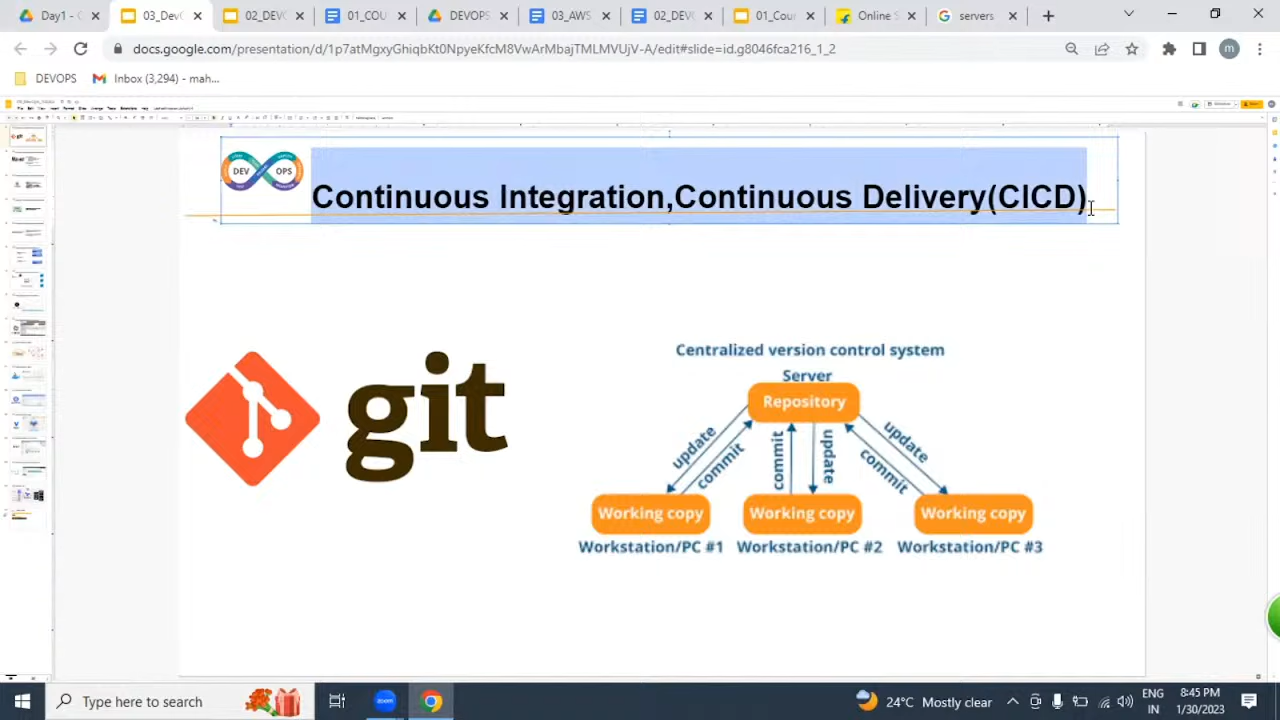 Day1 - C
03_DevC
02_DEVC
01_COU
DEVOPS
03_AWS
02_DEV
01_Cour
Online S
servers
docs.google.com/presentation/d/1p7atMgxyGhiqbKt0NpyeKfcM8VwArMbajTMLMVUjV-A/edit#slide=id.g8046fca216_1_2
m
DEVOPS
Inbox (3,294) - mah...
DEV OPS
Continuous Integration,Continuous Delivery(CICD)
git
Centralized version control system
Server
Repository
update
commit
commit
update
update
commit
Working copy
Working copy
Working copy
Workstation/PC #1
Workstation/PC #2
Workstation/PC #3
Type here to search
zoom
24°C Mostly clear
ENG
IN
8:45 PM
1/30/2023